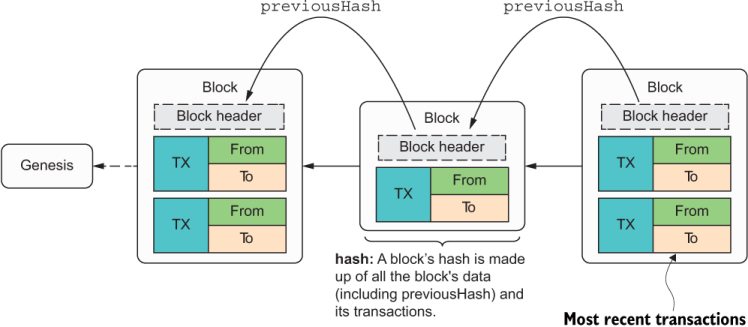 previousHash
previousHash
Block
Block header
TX
From
To
TX
From
To
Genesis
Block
Block header
TX
From
To
Block
Block header
TX
From
To
TX
From
To
hash: A block’s hash is made
up of all the block's data
(including previousHash) and
its transactions.
Most recent transactions